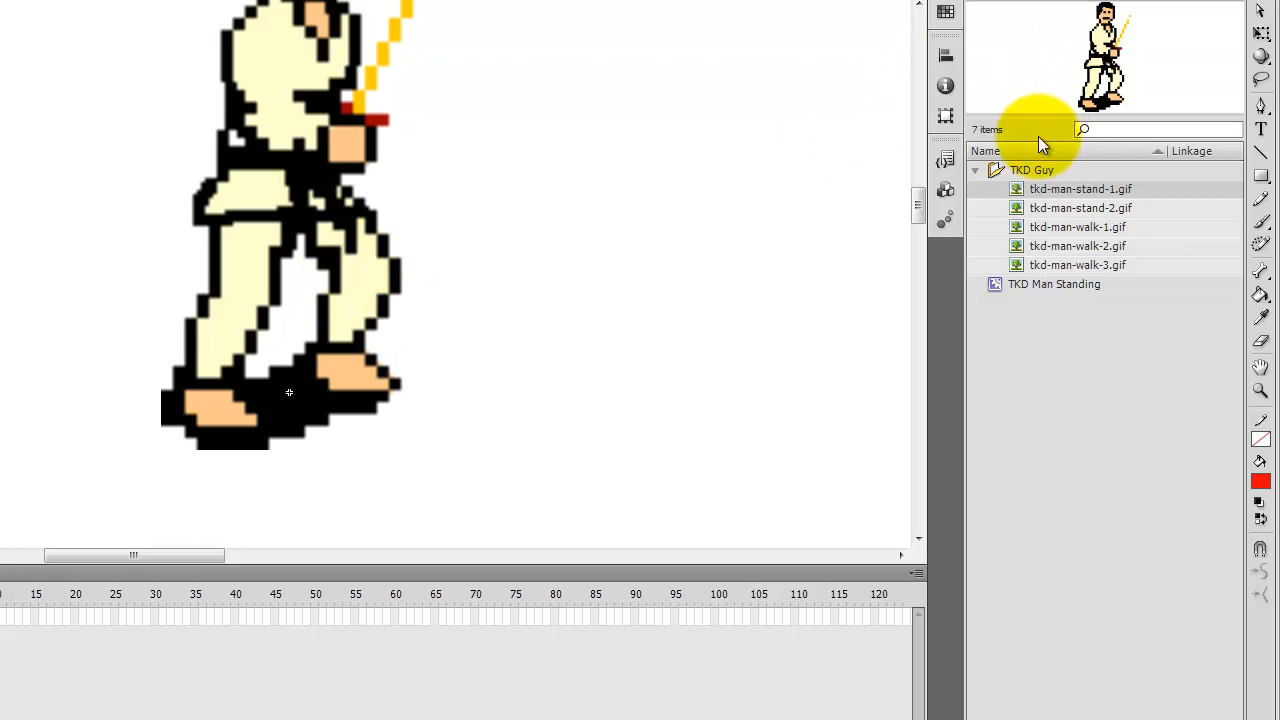 7 items
Name Linkage
TKD Guy
tkd-man-stand-1.gif
tkd-man-stand-2.gif
tkd-man-walk-1.gif
tkd-man-walk-2.gif
tkd-man-walk-3.gif
TKD Man Standing
15 20 25 30 35 40 45 50 55 60 65 70 75 80 85 90 95 100 105 110 115 120